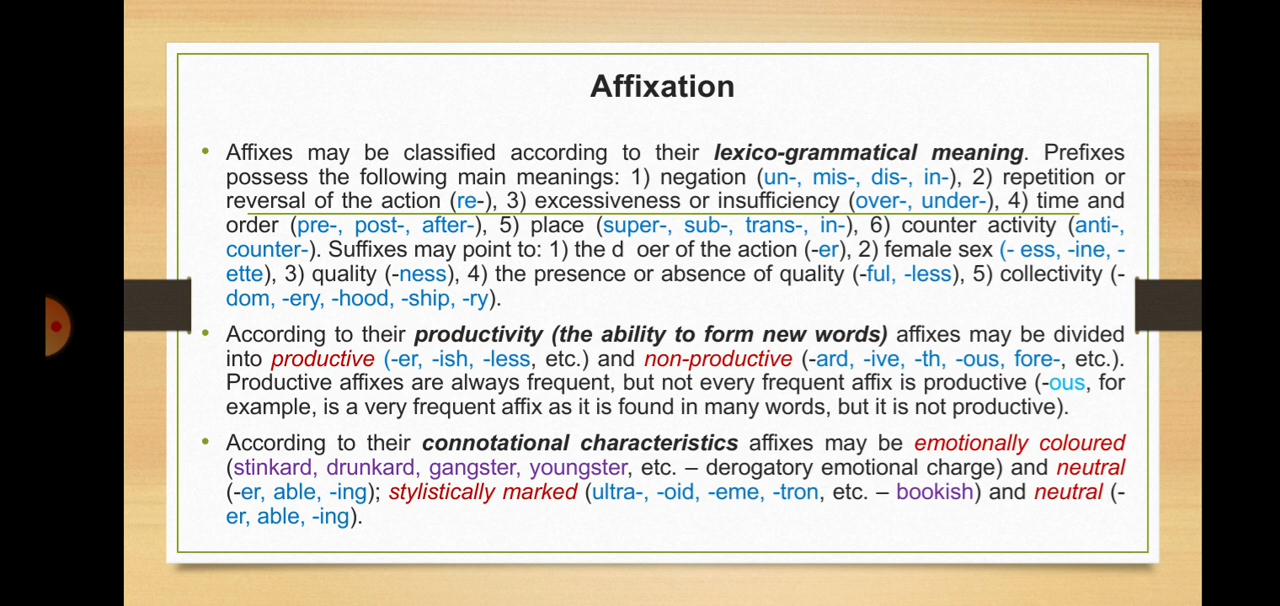 Affixation
• Affixes may be classified according to their lexico-grammatical meaning. Prefixes
possess the following main meanings: 1) negation (un-, mis-, dis-, in-), 2) repetition or
reversal of the action (re-), 3) excessiveness or insufficiency (over-, under-), 4) time and
order (pre-, post-, after-), 5) place (super-, sub-, trans-, in-), 6) counter activity (anti-,
counter-). Suffixes may point to: 1) the d oer of the action (-er), 2) female sex (- ess, -ine, -
ette), 3) quality (-ness), 4) the presence or absence of quality (-ful, -less), 5) collectivity (-
dom, -ery, -hood, -ship, -ry).
• According to their productivity (the ability to form new words) affixes may be divided
into productive (-er, -ish, -less, etc.) and non-productive (-ard, -ive, -th, -ous, fore-, etc.).
Productive affixes are always frequent, but not every frequent affix is productive (-ous, for
example, is a very frequent affix as it is found in many words, but it is not productive).
• According to their connotational characteristics affixes may be emotionally coloured
(stinkard, drunkard, gangster, youngster, etc. – derogatory emotional charge) and neutral
(-er, able, -ing); stylistically marked (ultra-, -oid, -eme, -tron, etc. – bookish) and neutral (-
er, able, -ing).